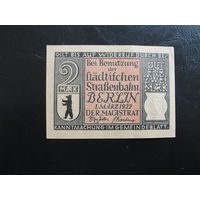 GILT BIS AUF WIDERRUF DURCH BE-
2
MARK
Bei Benutzung
der
städtischen
Straßenbahn
BERLIN
1. MÄRZ 1922
DER MAGISTRAT
KANNTMACHUNG IM GEMEINDEBLATT